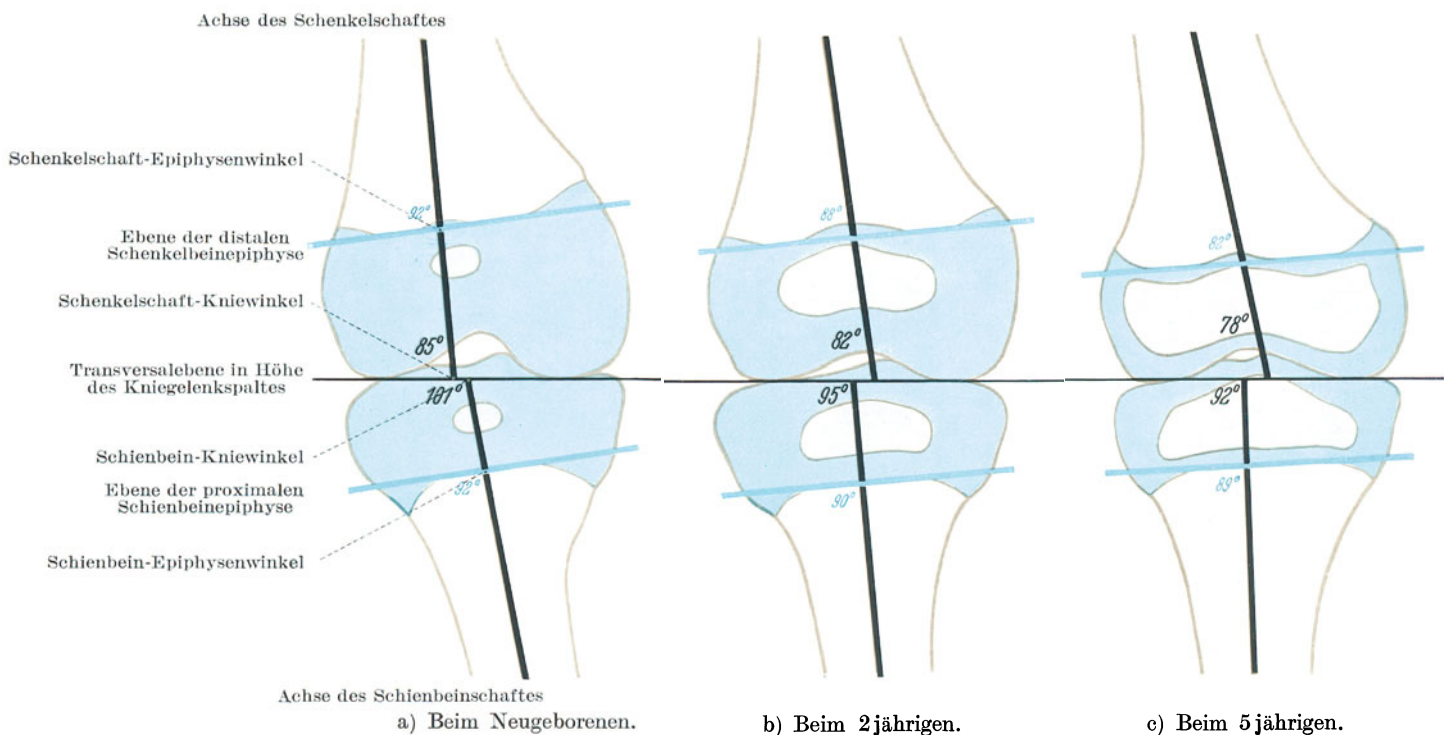 Achse des Schenkelschaftes
Schenkelschaft-Epiphysenwinkel
Ebene der distalen
Schenkelbeinepiphyse
Schenkelschaft-Kniewinkel
Transversalebene in Höhe
des Kniegelenkspaltes
Schienbein-Kniewinkel
Ebene der proximalen
Schienbeinepiphyse
Schienbein-Epiphysenwinkel
Achse des Schienbeinschaftes
92°
85°
101°
92°
a) Beim Neugeborenen.
88°
82°
95°
90°
b) Beim 2jährigen.
82°
78°
92°
89°
c) Beim 5jährigen.